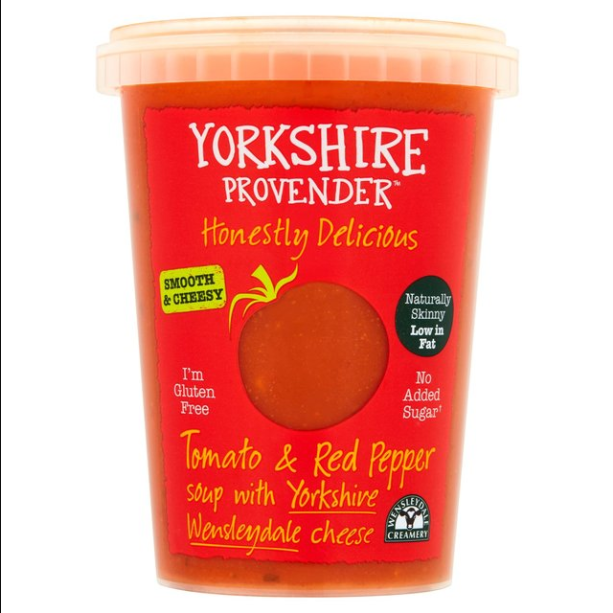 YORKSHIRE
PROVENDER™
Honestly Delicious
SMOOTH
& CHEESY
Naturally
Skinny
Low in
Fat
I'm
Gluten
Free
No
Added
Sugar†
Tomato & Red Pepper
soup with Yorkshire
Wensleydale cheese
WENSLEYDALE
CREAMERY